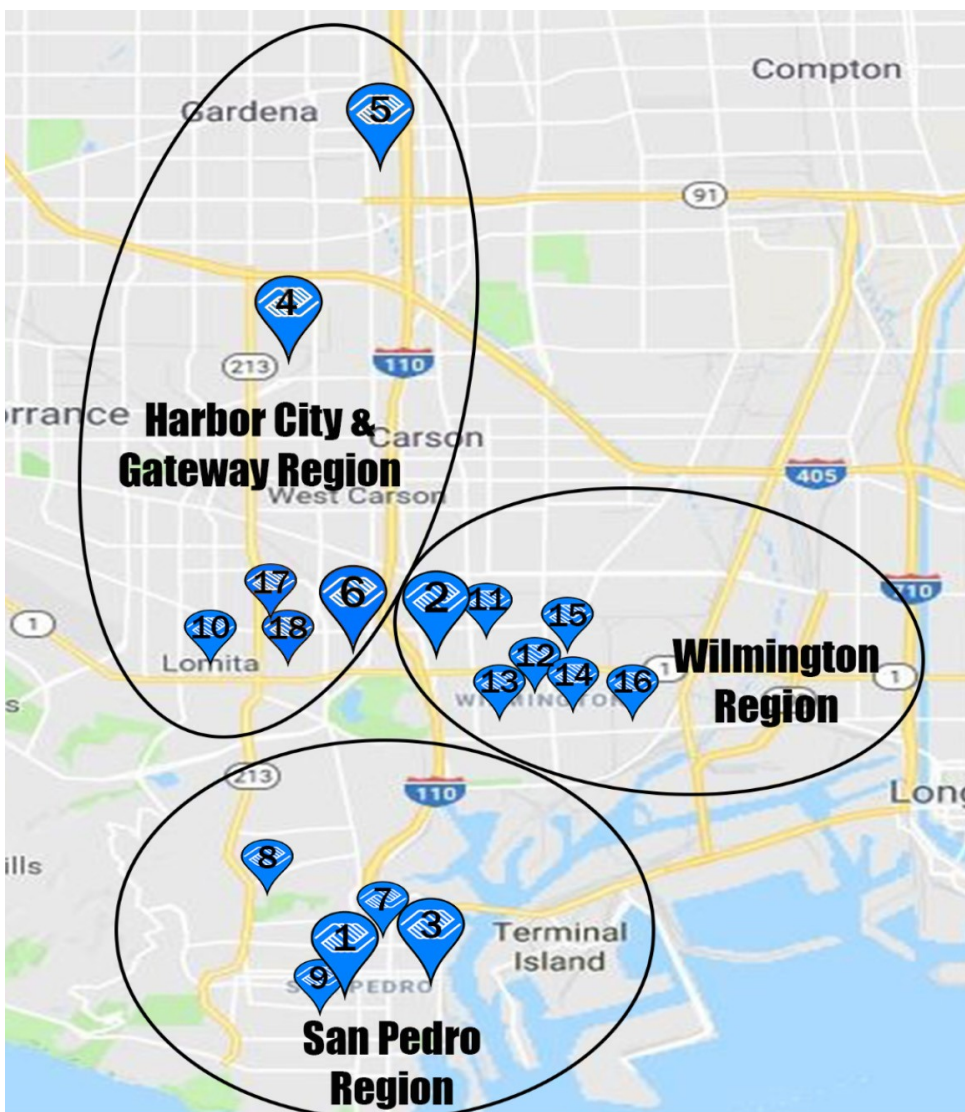 Compton
Gardena
5
91
4
213
110
orrance
Harbor City &
Gateway Region
Carson
West Carson
405
17
6
2
11
710
10
18
15
1
Lomita
12
13
14
16
1
1
WILMINGTON
Wilmington
Region
s
213
110
Long
ills
8
7
1
3
Terminal
Island
9
SAN PEDRO
San Pedro
Region